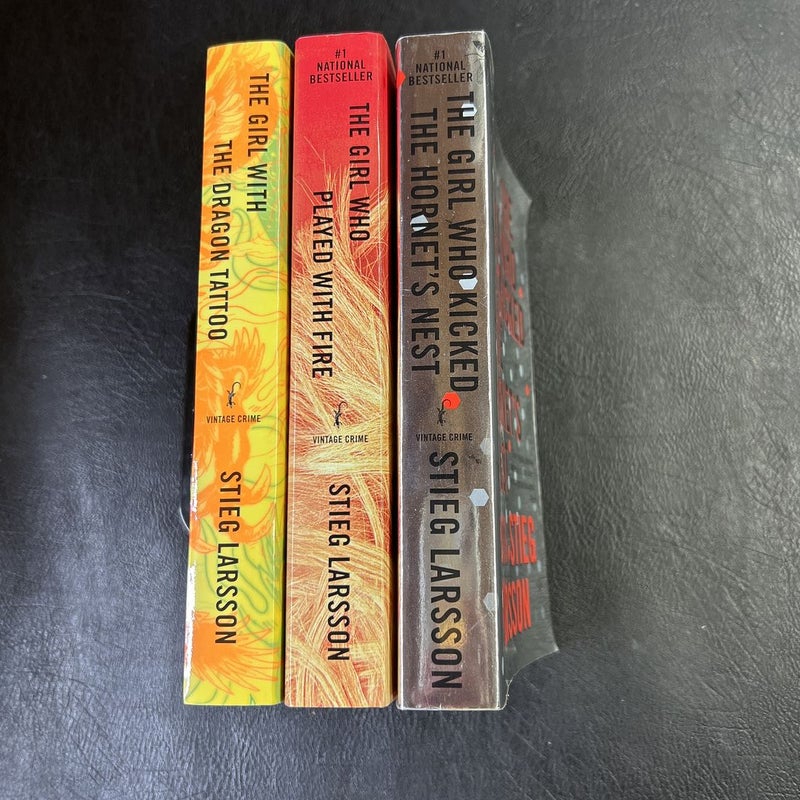 THE GIRL WITH
THE DRAGON TATTOO
VINTAGE CRIME
STIEG LARSSON
#1
NATIONAL
BESTSELLER
THE GIRL WHO
PLAYED WITH FIRE
VINTAGE CRIME
STIEG LARSSON
#1
NATIONAL
BESTSELLER
THE GIRL WHO KICKED
THE HORNET'S NEST
VINTAGE CRIME
STIEG LARSSON
STIEG